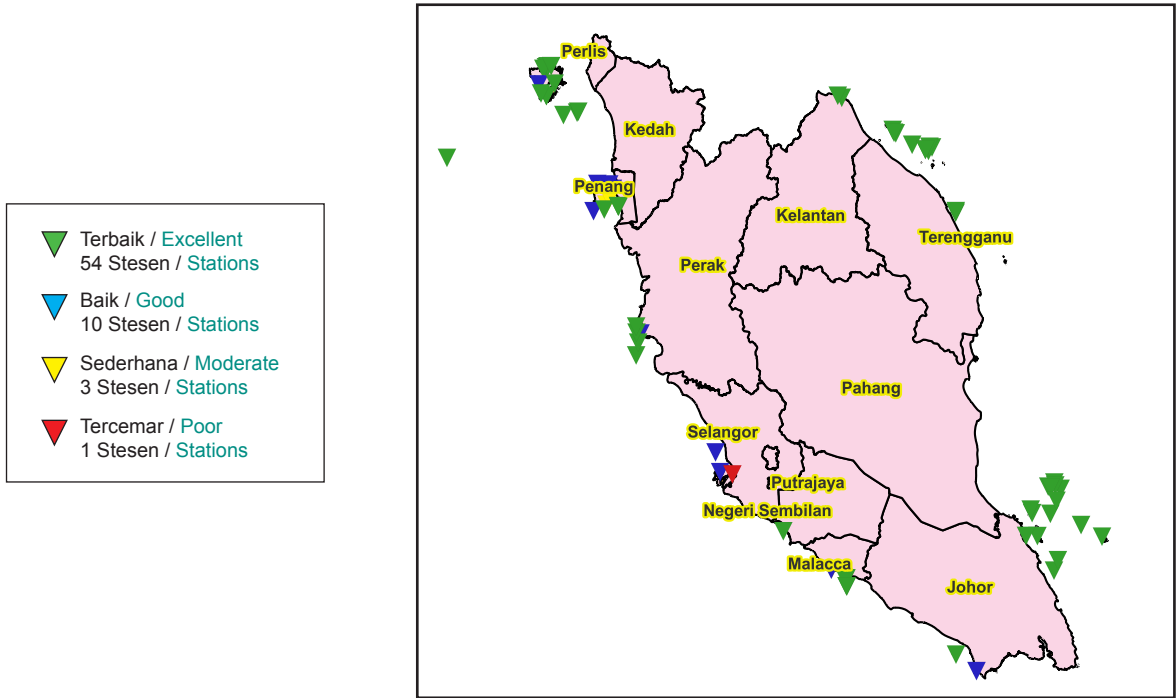 Terbaik / Excellent
54 Stesen / Stations
Baik / Good
10 Stesen / Stations
Sederhana / Moderate
3 Stesen / Stations
Tercemar / Poor
1 Stesen / Stations
Perlis
Kedah
Penang
Kelantan
Terengganu
Perak
Pahang
Selangor
Putrajaya
Negeri.Sembilan
Malacca
Johor